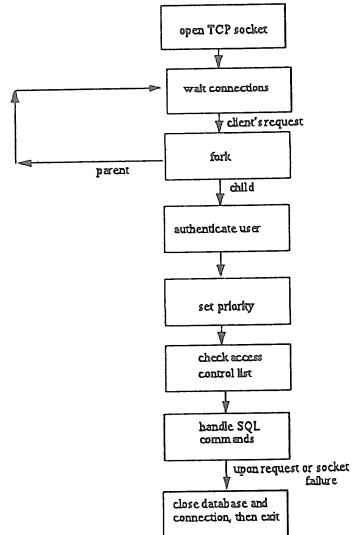 open TCP socket
wait connections
client's request
fork
parent
child
authenticate user
set priority
check access
control list
handle SQL
commands
upon request or socket
failure
close database and
connection, then exit